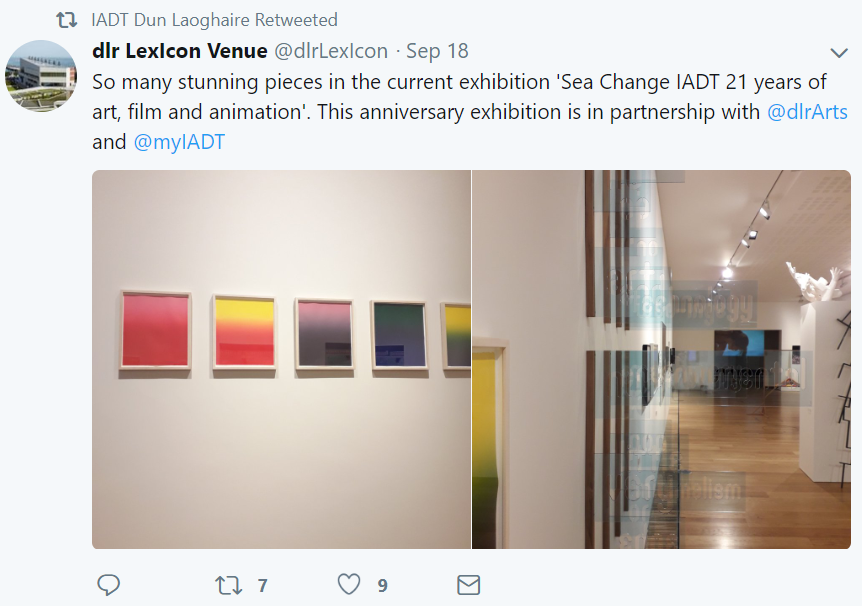 IADT Dun Laoghaire Retweeted
dlr LexIcon Venue @dlrLexIcon · Sep 18
So many stunning pieces in the current exhibition 'Sea Change IADT 21 years of
art, film and animation'. This anniversary exhibition is in partnership with @dlrArts
and @myIADT
7 9